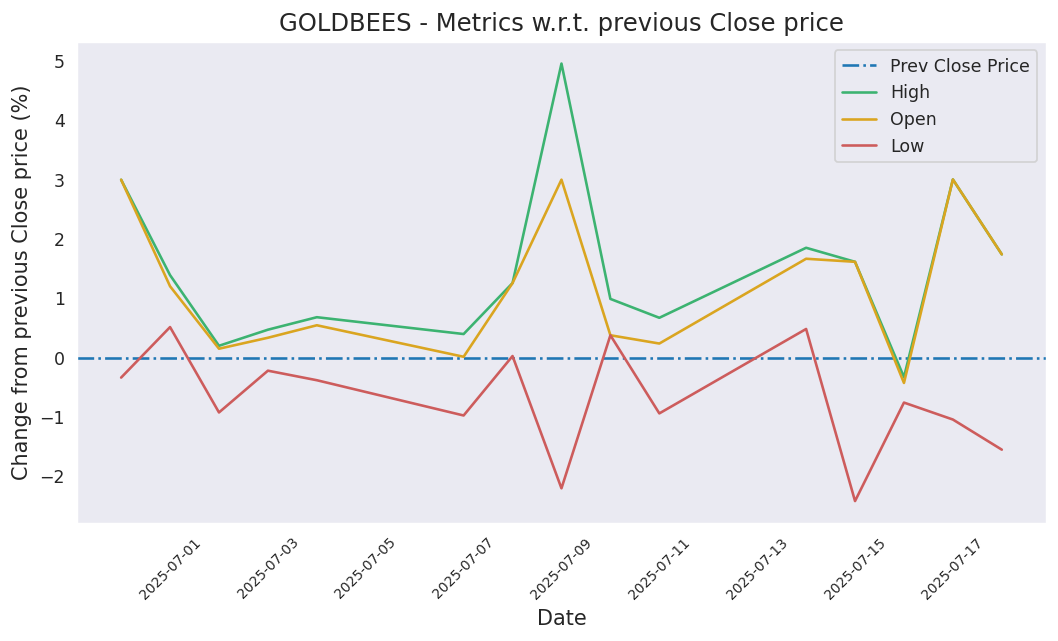 GOLDBEES - Metrics w.r.t. previous Close price
Change from previous Close price (%)
5
4
3
2
1
0
−1
−2
Prev Close Price
High
Open
Low
2025-07-01
2025-07-03
2025-07-05
2025-07-07
2025-07-09
2025-07-11
2025-07-13
2025-07-15
2025-07-17
Date